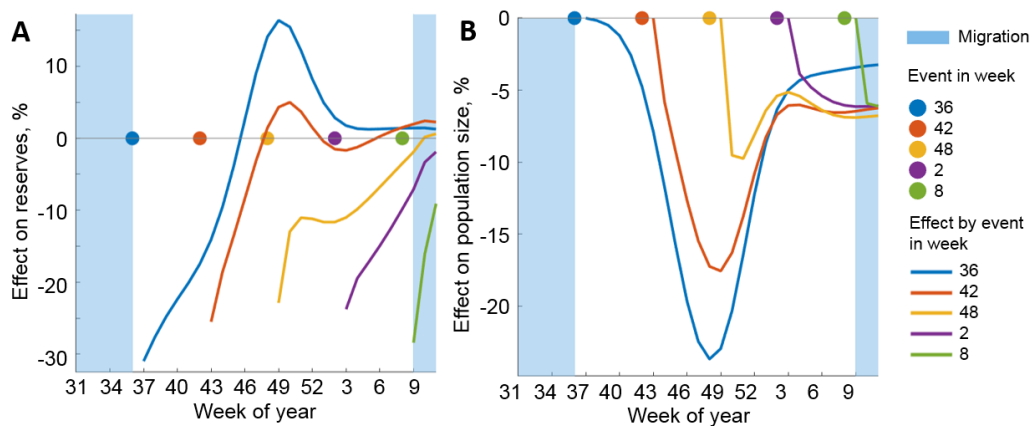 A
Effect on reserves, %
10
0
-10
-20
-30
31 34 37 40 43 46 49 52 3 6 9
Week of year
B
Effect on population size, %
0
-5
-10
-15
-20
31 34 37 40 43 46 49 52 3 6 9
Week of year
Migration
Event in week
36
42
48
2
8
Effect by event
in week
36
42
48
2
8